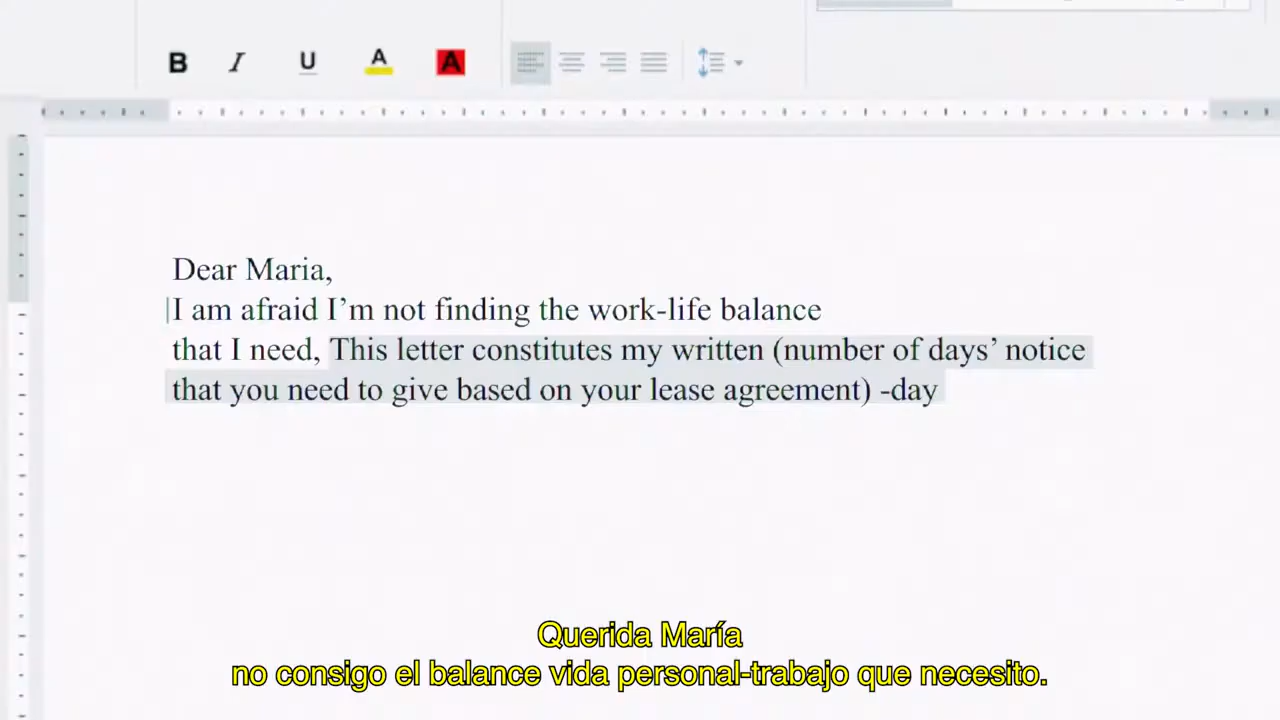 B I U A A
Dear Maria,
I am afraid I’m not finding the work-life balance
that I need, This letter constitutes my written (number of days’ notice
that you need to give based on your lease agreement) -day
Querida María
no consigo el balance vida personal-trabajo que necesito.